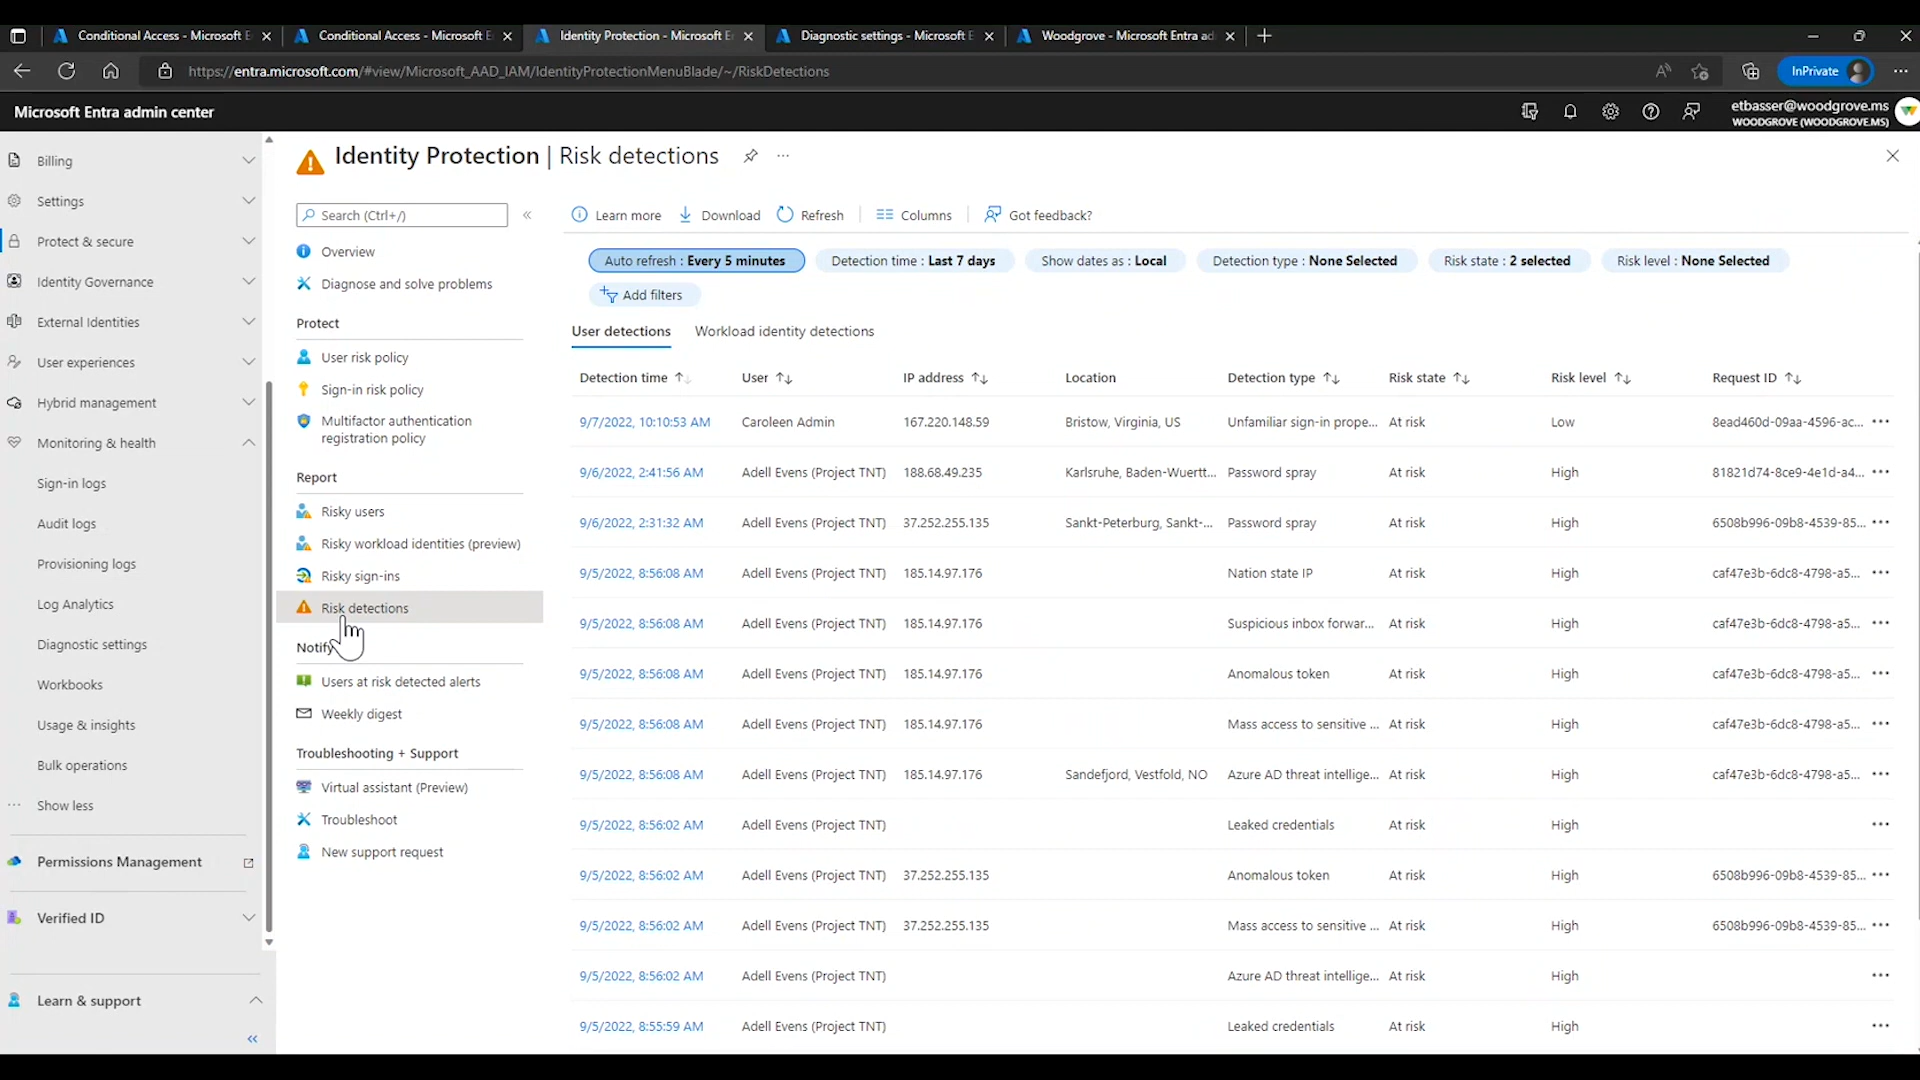 Conditional Access - Microsoft E
Conditional Access - Microsoft E
Identity Protection - Microsoft E
Diagnostic settings - Microsoft E
Woodgrove - Microsoft Entra ad
https://entra.microsoft.com/#view/Microsoft_AAD_IAM/IdentityProtectionMenuBlade/~/RiskDetections
InPrivate
Microsoft Entra admin center
etbasser@woodgrove.ms
WOODGROVE (WOODGROVE.MS)
Billing
Settings
Protect & secure
Identity Governance
External Identities
User experiences
Hybrid management
Monitoring & health
Sign-in logs
Audit logs
Provisioning logs
Log Analytics
Diagnostic settings
Workbooks
Usage & insights
Bulk operations
Show less
Permissions Management
Verified ID
Learn & support
Identity Protection | Risk detections
Search (Ctrl+/)
Overview
Diagnose and solve problems
Protect
User risk policy
Sign-in risk policy
Multifactor authentication
registration policy
Report
Risky users
Risky workload identities (preview)
Risky sign-ins
Risk detections
Notify
Users at risk detected alerts
Weekly digest
Troubleshooting + Support
Virtual assistant (Preview)
Troubleshoot
New support request
Learn more Download Refresh Columns Got feedback?
Auto refresh : Every 5 minutes Detection time : Last 7 days Show dates as : Local Detection type : None Selected Risk state : 2 selected Risk level : None Selected
Add filters
User detections Workload identity detections
Detection time User IP address Location Detection type Risk state Risk level Request ID
9/7/2022, 10:10:53 AM Caroleen Admin 167.220.148.59 Bristow, Virginia, US Unfamiliar sign-in prope... At risk Low 8ead460d-09aa-4596-ac...
9/6/2022, 2:41:56 AM Adell Evens (Project TNT) 188.68.49.235 Karlsruhe, Baden-Wuertt... Password spray At risk High 81821d74-8ce9-4e1d-a4...
9/6/2022, 2:31:32 AM Adell Evens (Project TNT) 37.252.255.135 Sankt-Peterburg, Sankt-... Password spray At risk High 6508b996-09b8-4539-85...
9/5/2022, 8:56:08 AM Adell Evens (Project TNT) 185.14.97.176 Nation state IP At risk High caf47e3b-6dc8-4798-a5...
9/5/2022, 8:56:08 AM Adell Evens (Project TNT) 185.14.97.176 Suspicious inbox forwar... At risk High caf47e3b-6dc8-4798-a5...
9/5/2022, 8:56:08 AM Adell Evens (Project TNT) 185.14.97.176 Anomalous token At risk High caf47e3b-6dc8-4798-a5...
9/5/2022, 8:56:08 AM Adell Evens (Project TNT) 185.14.97.176 Mass access to sensitive ... At risk High caf47e3b-6dc8-4798-a5...
9/5/2022, 8:56:08 AM Adell Evens (Project TNT) 185.14.97.176 Sandefjord, Vestfold, NO Azure AD threat intellige... At risk High caf47e3b-6dc8-4798-a5...
9/5/2022, 8:56:02 AM Adell Evens (Project TNT) Leaked credentials At risk High
9/5/2022, 8:56:02 AM Adell Evens (Project TNT) 37.252.255.135 Anomalous token At risk High 6508b996-09b8-4539-85...
9/5/2022, 8:56:02 AM Adell Evens (Project TNT) 37.252.255.135 Mass access to sensitive ... At risk High 6508b996-09b8-4539-85...
9/5/2022, 8:56:02 AM Adell Evens (Project TNT) Azure AD threat intellige... At risk High
9/5/2022, 8:55:59 AM Adell Evens (Project TNT) Leaked credentials At risk High